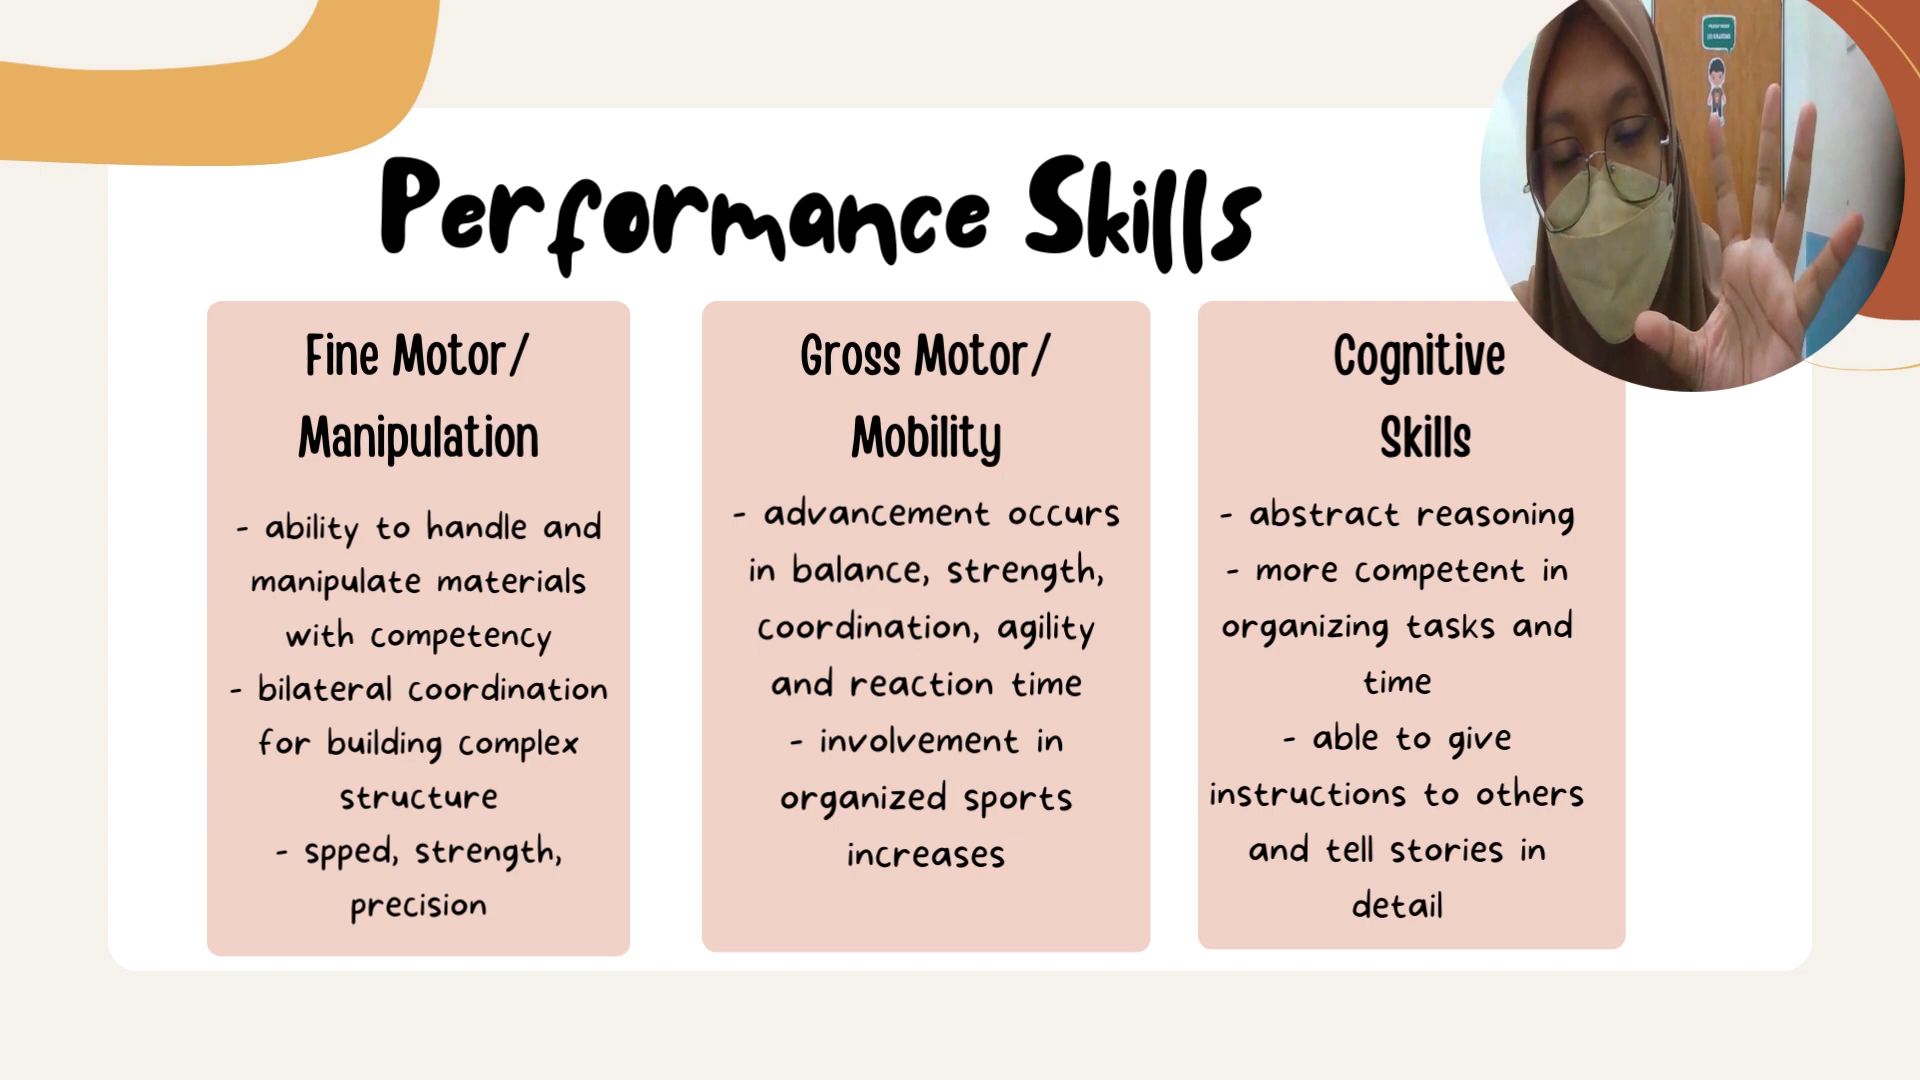 Performance Skills
Fine Motor/
Manipulation
- ability to handle and
manipulate materials
with competency
- bilateral coordination
for building complex
structure
- spped, strength,
precision
Gross Motor/
Mobility
- advancement occurs
in balance, strength,
coordination, agility
and reaction time
- involvement in
organized sports
increases
Cognitive
Skills
- abstract reasoning
- more competent in
organizing tasks and
time
- able to give
instructions to others
and tell stories in
detail